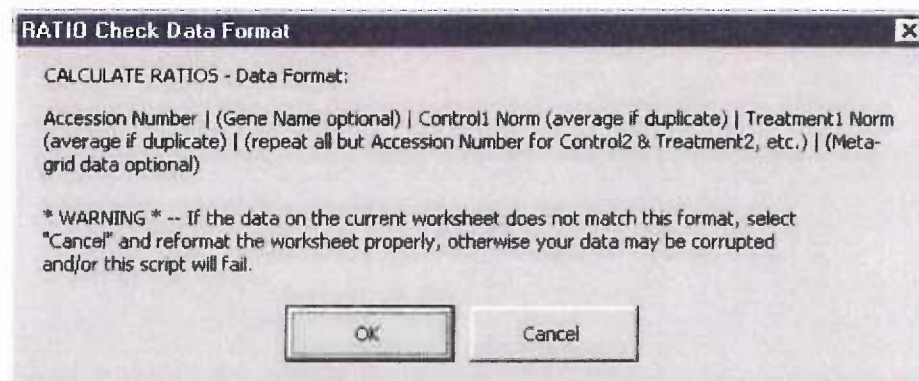 RATIO Check Data Format
CALCULATE RATIOS - Data Format:
Accession Number | (Gene Name optional) | Control1 Norm (average if duplicate) | Treatment1 Norm
(average if duplicate) | (repeat all but Accession Number for Control2 & Treatment2, etc.) | (Meta-
grid data optional)
* WARNING * -- If the data on the current worksheet does not match this format, select
"Cancel" and reformat the worksheet properly, otherwise your data may be corrupted
and/or this script will fail.
OK
Cancel